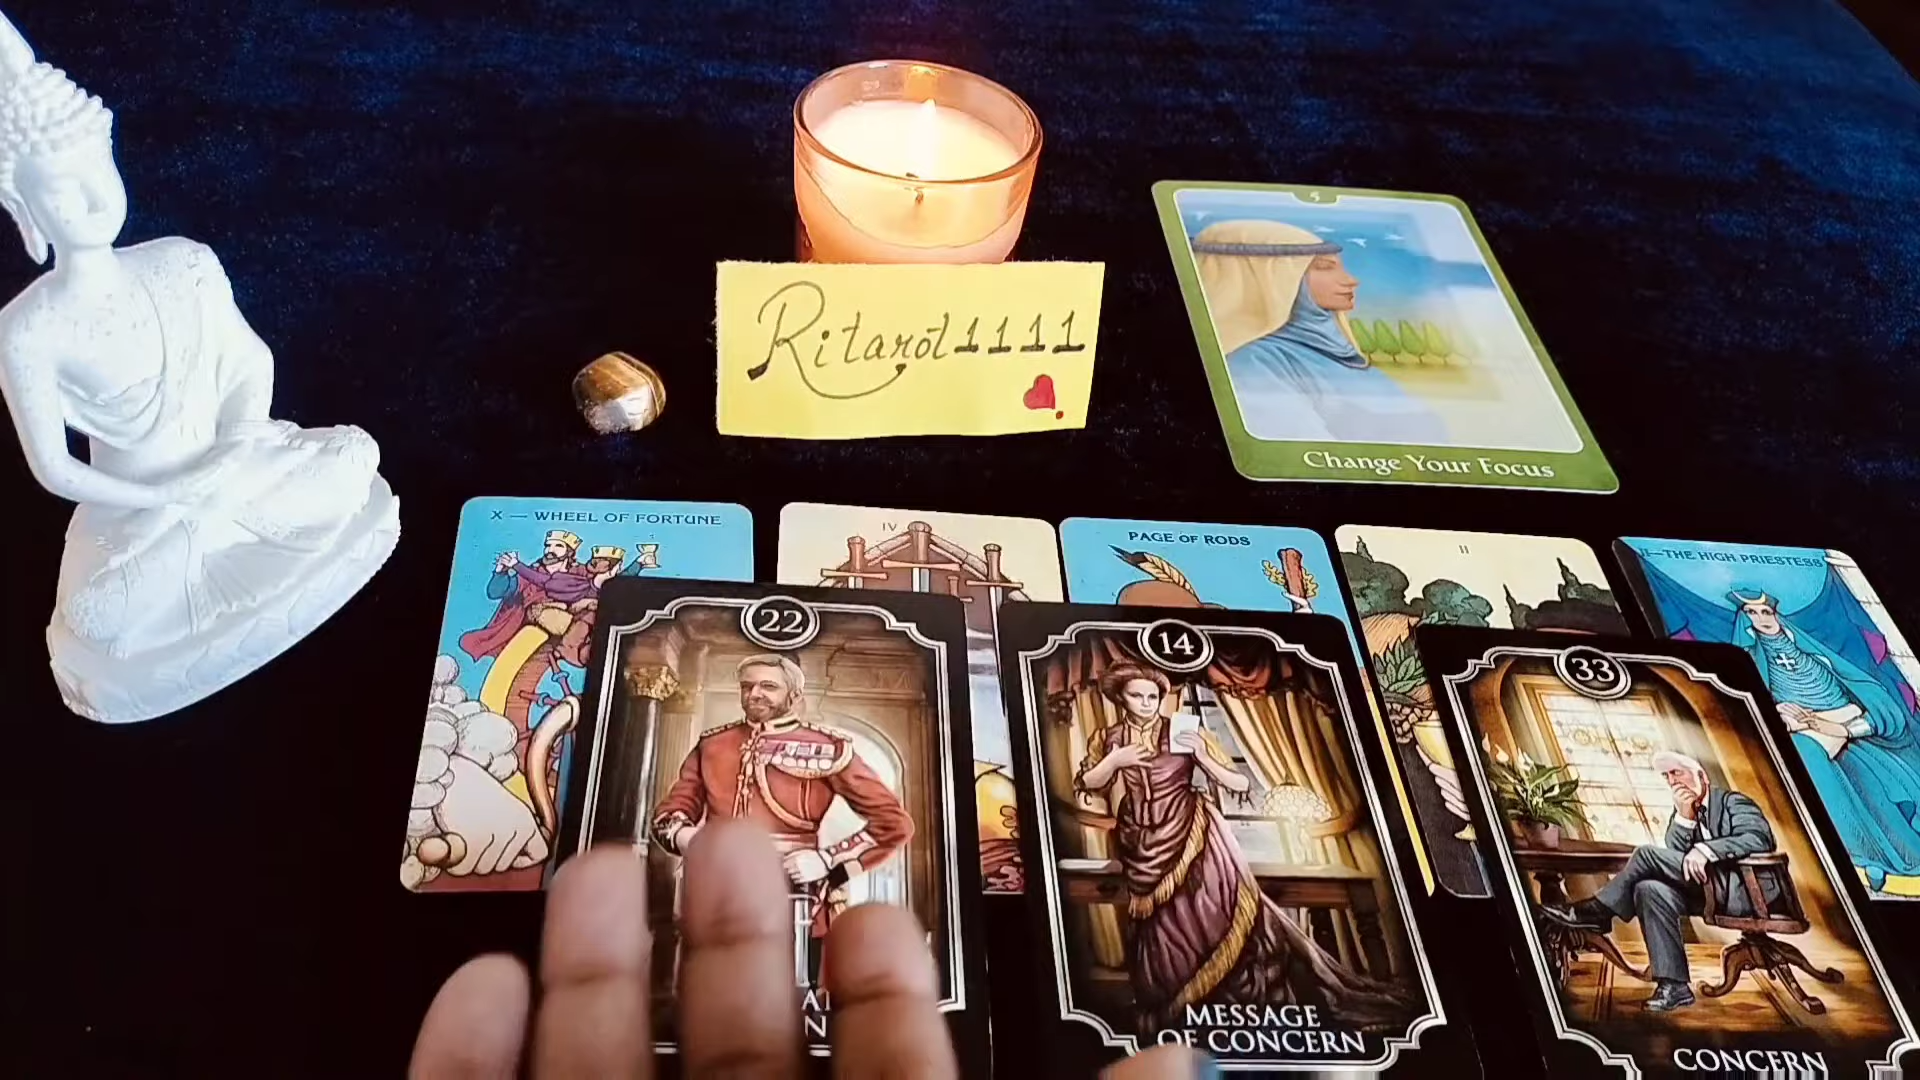 Ritarot1111
5
Change Your Focus
X — WHEEL OF FORTUNE
IV
PAGE OF RODS
II
II—THE HIGH PRIESTESS
22
14
MESSAGE
OF CONCERN
33
CONCERN